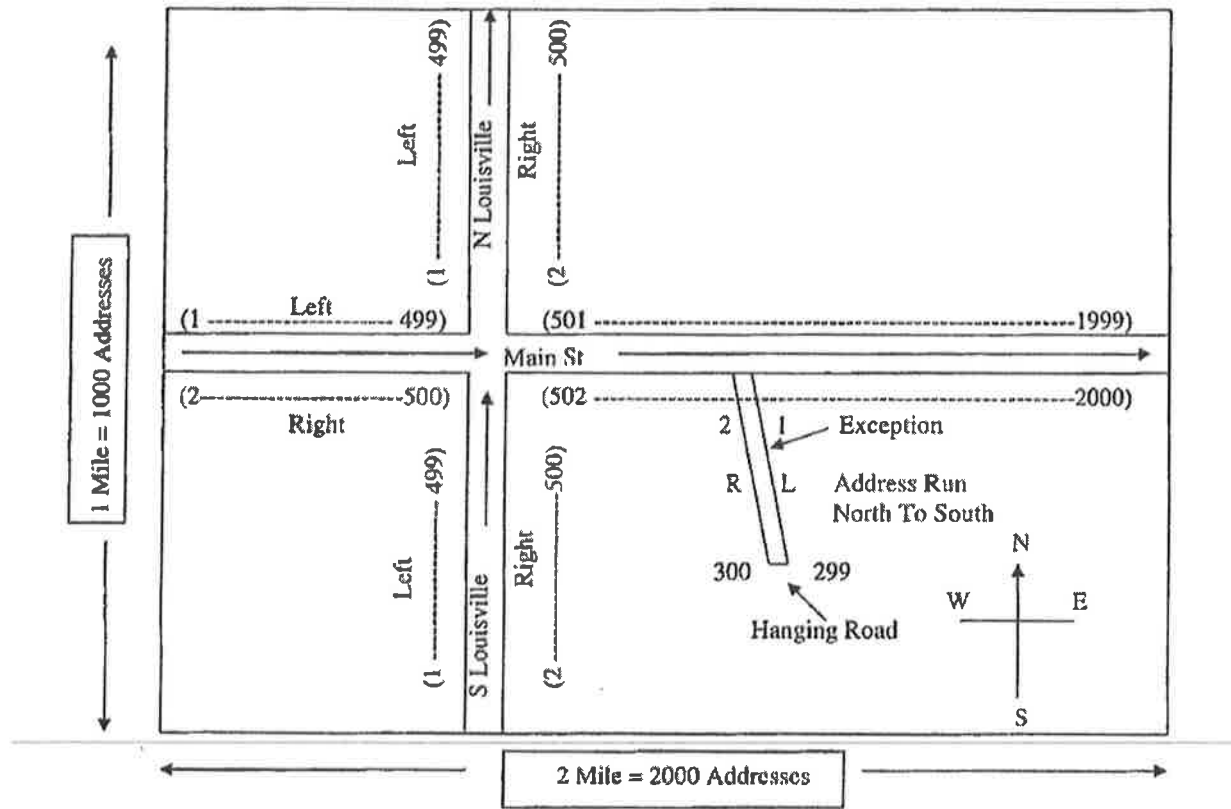 499)
500)
Left
N Louisville
Right
(1
(2
1 Mile = 1000 Addresses
Left
(1 499)
(501 1999)
Main St
(2 500)
Right
(502 2000)
2 1
Exception
499)
500)
R L
Address Run
North To South
Left
Right
300 299
N
W E
Hanging Road
S Louisville
(1
(2
S
2 Mile = 2000 Addresses